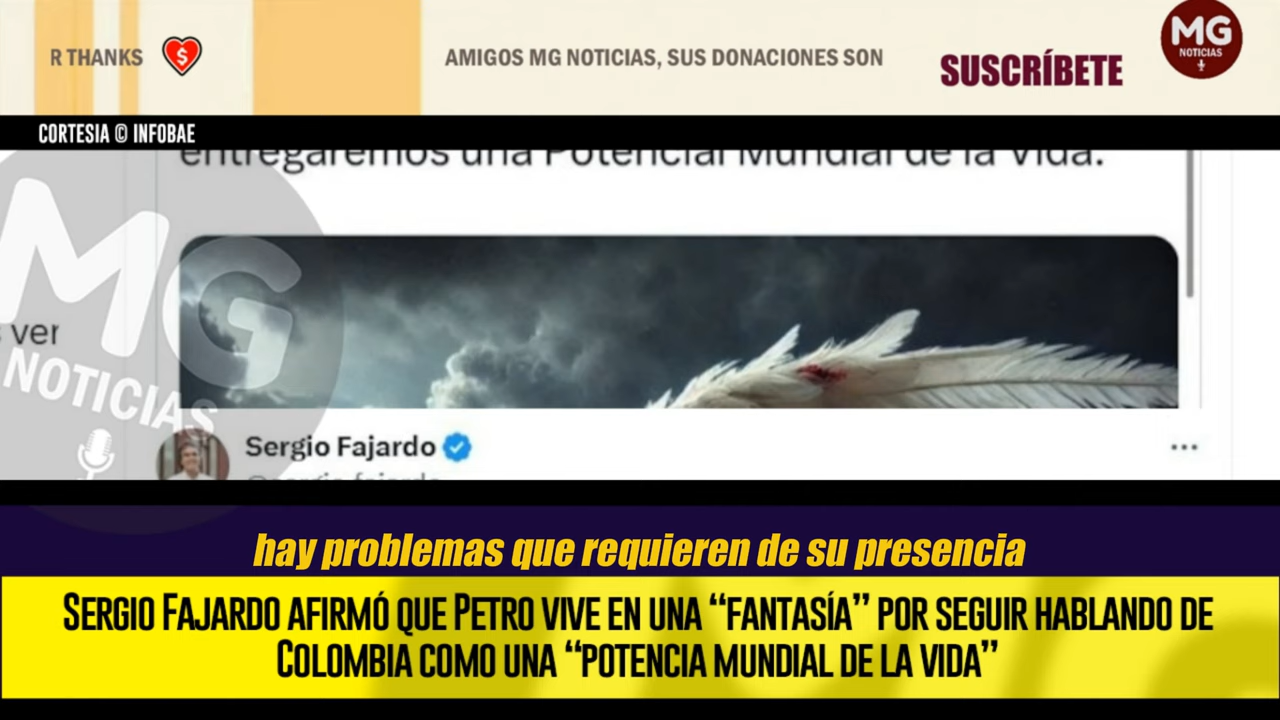 R THANKS
AMIGOS MG NOTICIAS, SUS DONACIONES SON
SUSCRÍBETE
MG
NOTICIAS
CORTESIA © INFOBAE
entregaremos una Potencial Mundial de la Vida.
MG
NOTICIAS
ver
Sergio Fajardo
hay problemas que requieren de su presencia
SERGIO FAJARDO AFIRMÓ QUE PETRO VIVE EN UNA “FANTASÍA” POR SEGUIR HABLANDO DE
COLOMBIA COMO UNA “POTENCIA MUNDIAL DE LA VIDA”